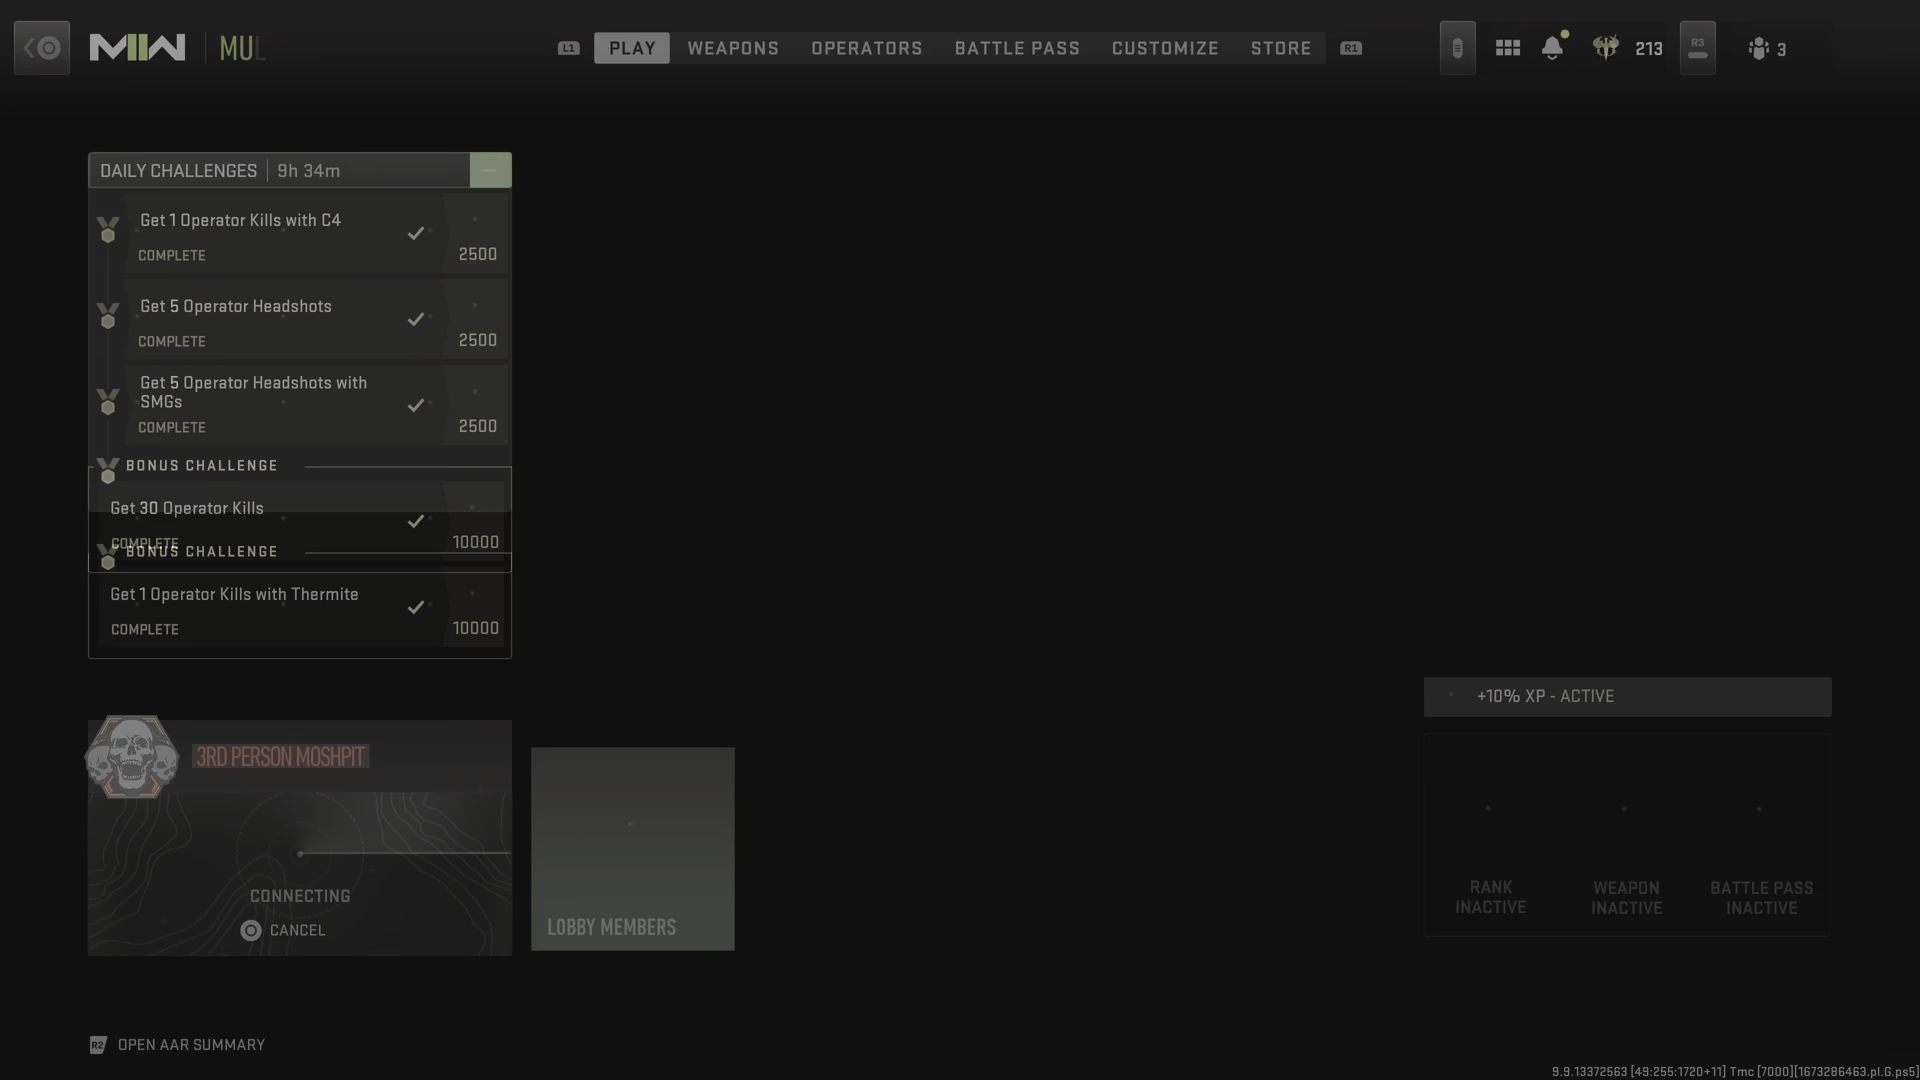 MW MUL
L1 PLAY WEAPONS OPERATORS BATTLE PASS CUSTOMIZE STORE R1
213 R3 3
DAILY CHALLENGES 9h 34m
Get 1 Operator Kills with C4
COMPLETE 2500
Get 5 Operator Headshots
COMPLETE 2500
Get 5 Operator Headshots with
SMGs
COMPLETE 2500
BONUS CHALLENGE
Get 30 Operator Kills
COMPLETE 10000
BONUS CHALLENGE
Get 1 Operator Kills with Thermite
COMPLETE 10000
+10% XP - ACTIVE
3RD PERSON MOSHPIT
CONNECTING
CANCEL
LOBBY MEMBERS
RANK
INACTIVE
WEAPON
INACTIVE
BATTLE PASS
INACTIVE
R2 OPEN AAR SUMMARY
9.9.13372563 [49:255:1720+11] Tmc [7000][1673286463.pl.G.ps5]